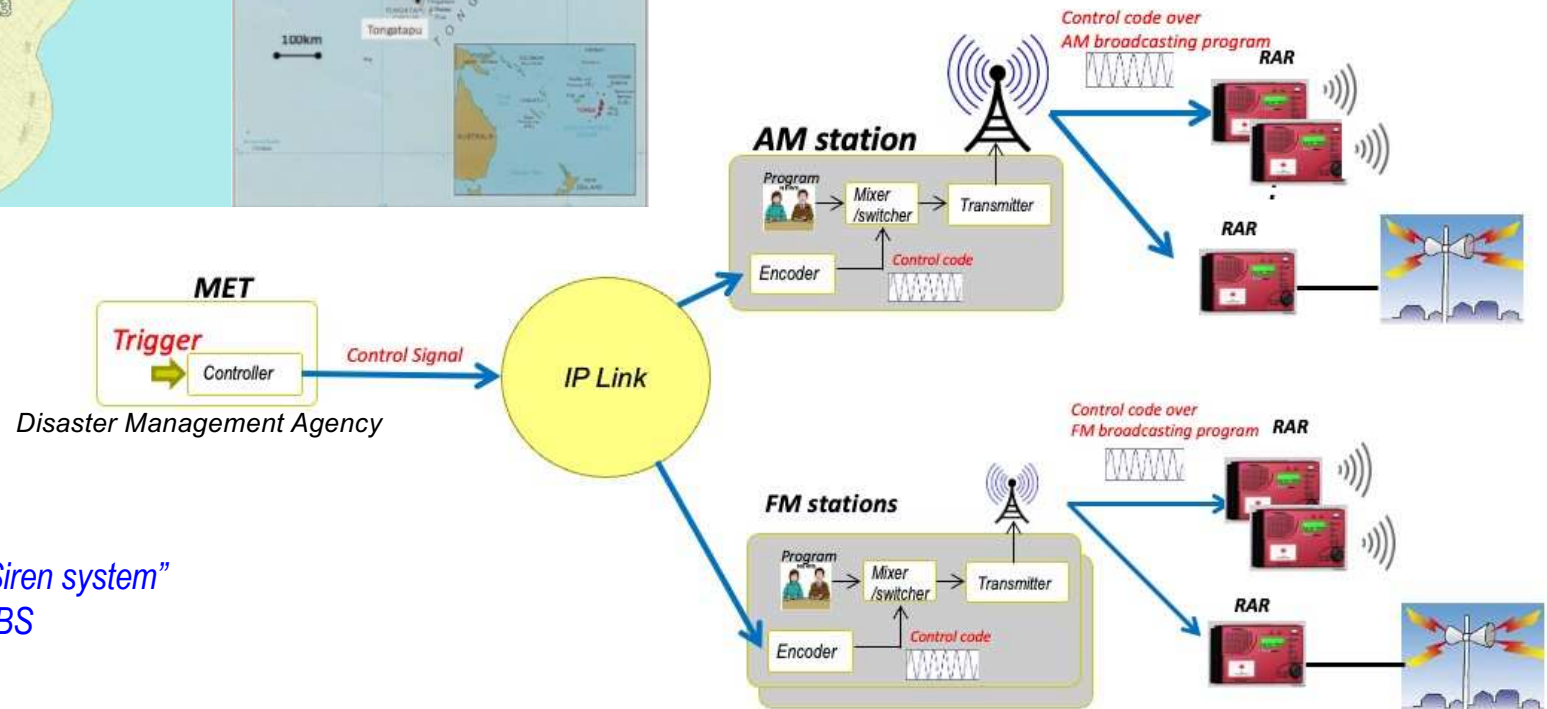 Tongatapu
100km
AUSTRALIA
Control code over
AM broadcasting program
RAR
AM station
Program
Mixer
/switcher
Transmitter
Encoder
Control code
RAR
MET
Trigger
Controller
Control Signal
IP Link
Disaster Management Agency
Control code over
FM broadcasting program
RAR
FM stations
Program
Mixer
/switcher
Transmitter
Encoder
Control code
RAR
Siren system”
BS